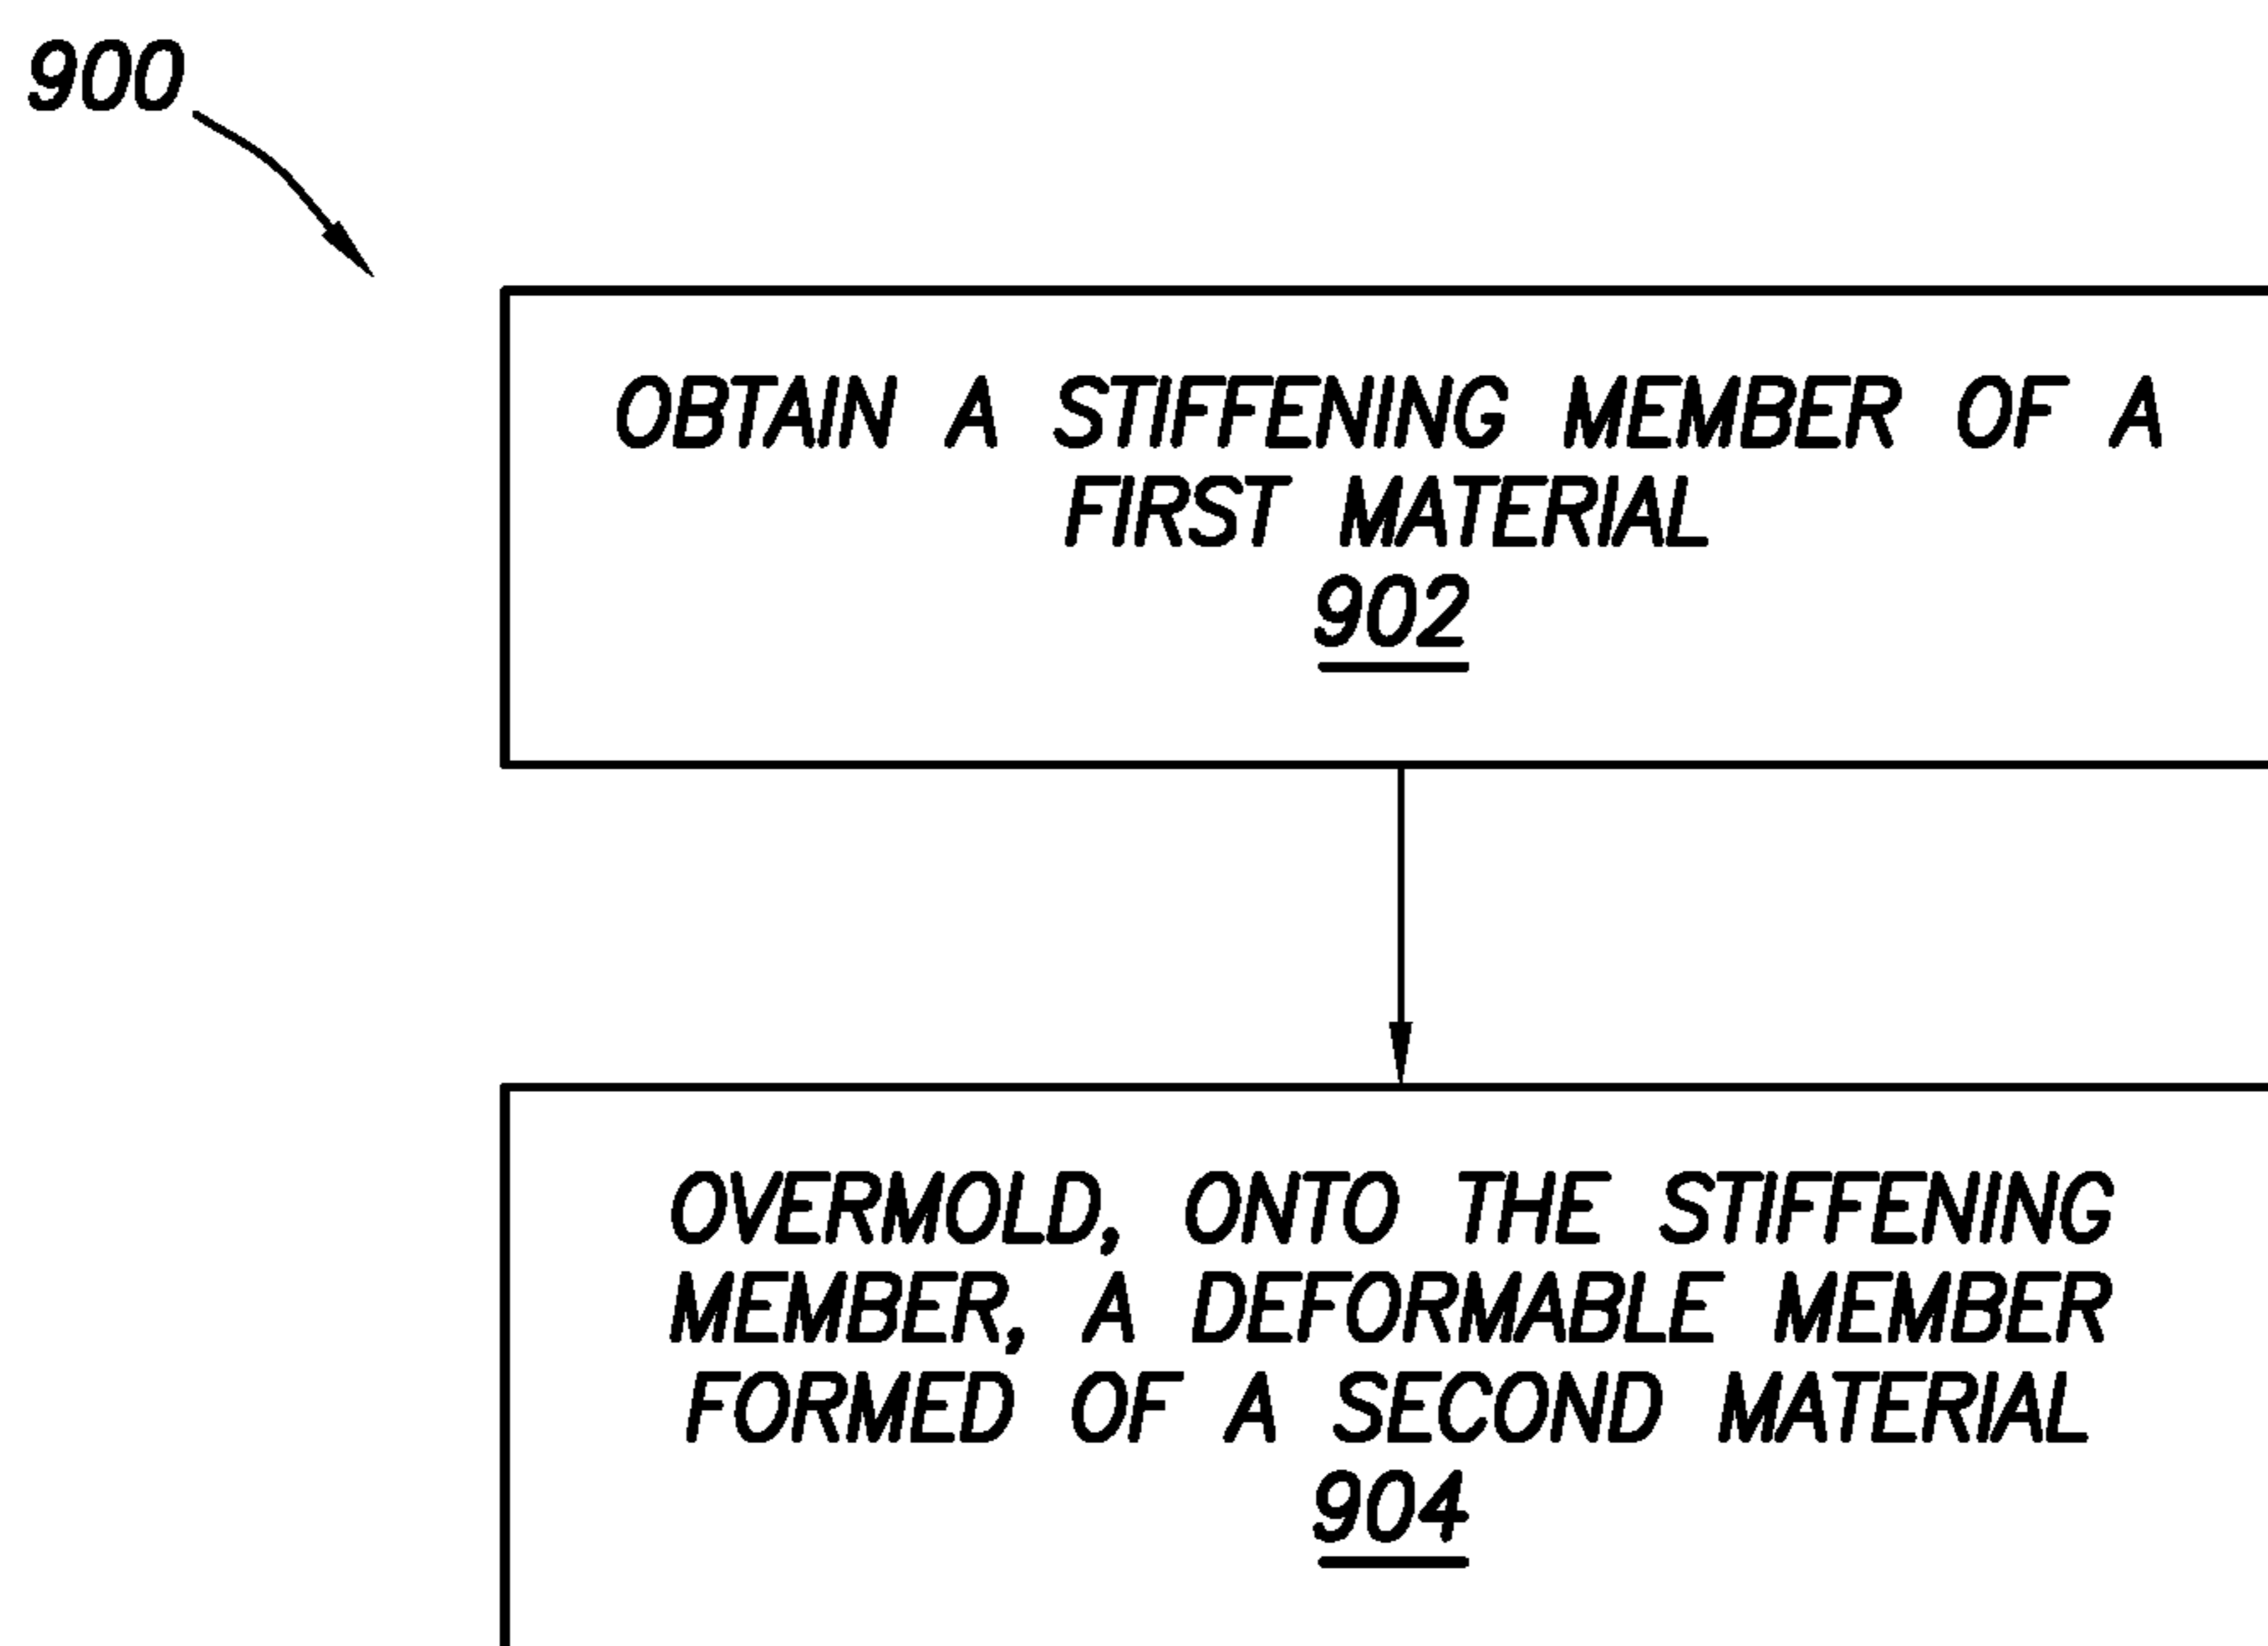 900
OBTAIN A STIFFENING MEMBER OF A
FIRST MATERIAL
902
OVERMOLD, ONTO THE STIFFENING
MEMBER, A DEFORMABLE MEMBER
FORMED OF A SECOND MATERIAL
904